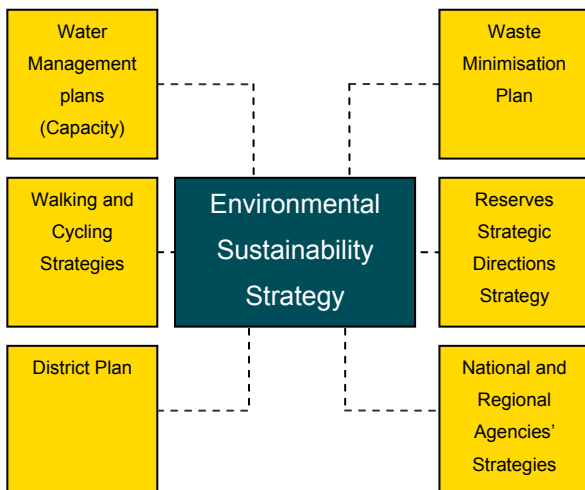 Water
Management
plans
(Capacity)
Waste
Minimisation
Plan
Walking and
Cycling
Strategies
Environmental
Sustainability
Strategy
Reserves
Strategic
Directions
Strategy
District Plan
National and
Regional
Agencies’
Strategies